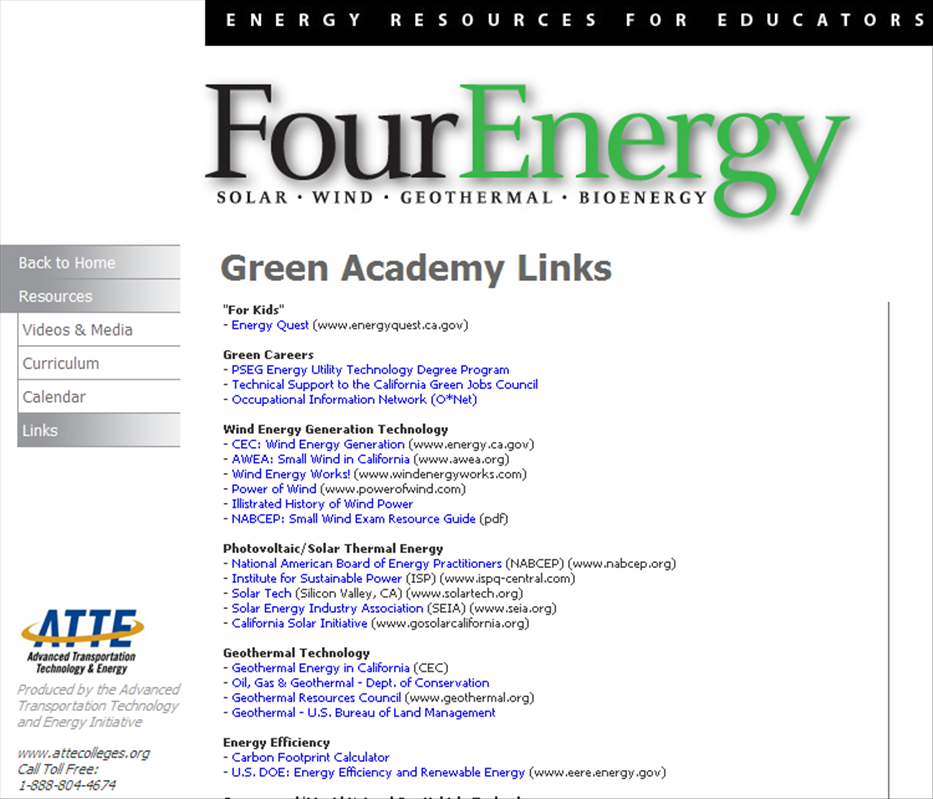 ENERGY RESOURCES FOR EDUCATORS
FourEnergy
SOLAR · WIND · GEOTHERMAL · BIOENERGY
Back to Home
Resources
Videos & Media
Curriculum
Calendar
Links
ATTE
Advanced Transportation
Technology & Energy
Produced by the Advanced
Transportation Technology
and Energy Initiative
www.attecolleges.org
Call Toll Free:
1-888-804-4674
Green Academy Links
"For Kids"
- Energy Quest (www.energyquest.ca.gov)
Green Careers
- PSEG Energy Utility Technology Degree Program
- Technical Support to the California Green Jobs Council
- Occupational Information Network (O*Net)
Wind Energy Generation Technology
- CEC: Wind Energy Generation (www.energy.ca.gov)
- AWEA: Small Wind in California (www.awea.org)
- Wind Energy Works! (www.windenergyworks.com)
- Power of Wind (www.powerofwind.com)
- Illistrated History of Wind Power
- NABCEP: Small Wind Exam Resource Guide (pdf)
Photovoltaic/Solar Thermal Energy
- National American Board of Energy Practitioners (NABCEP) (www.nabcep.org)
- Institute for Sustainable Power (ISP) (www.ispq-central.com)
- Solar Tech (Silicon Valley, CA) (www.solartech.org)
- Solar Energy Industry Association (SEIA) (www.seia.org)
- California Solar Initiative (www.gosolarcalifornia.org)
Geothermal Technology
- Geothermal Energy in California (CEC)
- Oil, Gas & Geothermal - Dept. of Conservation
- Geothermal Resources Council (www.geothermal.org)
- Geothermal - U.S. Bureau of Land Management
Energy Efficiency
- Carbon Footprint Calculator
- U.S. DOE: Energy Efficiency and Renewable Energy (www.eere.energy.gov)